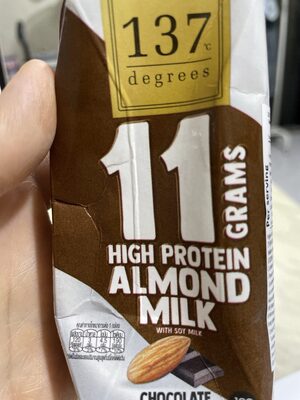 137
°C
degrees
11
GRAMS
Per serving
HIGH PROTEIN
ALMOND
MILK
WITH SOY MILK
CHOCOLATE